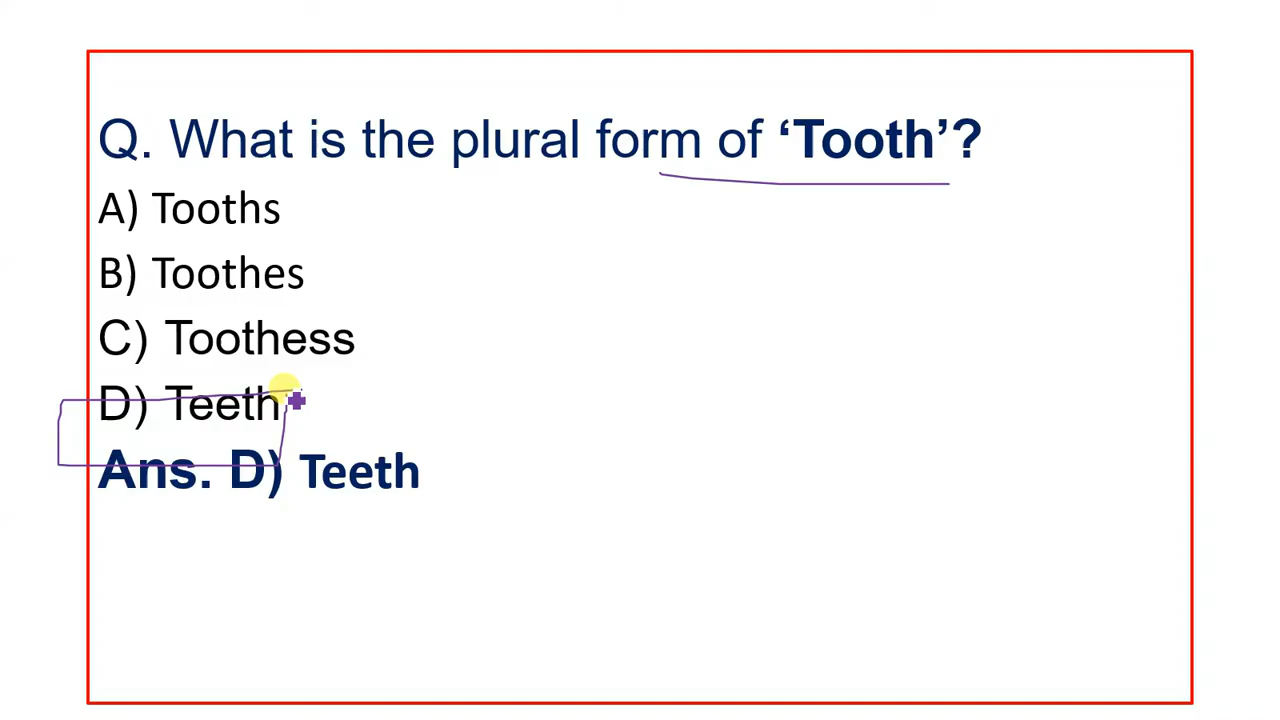 Q. What is the plural form of ‘Tooth’?
A) Tooths
B) Toothes
C) Toothess
D) Teeth
Ans. D) Teeth